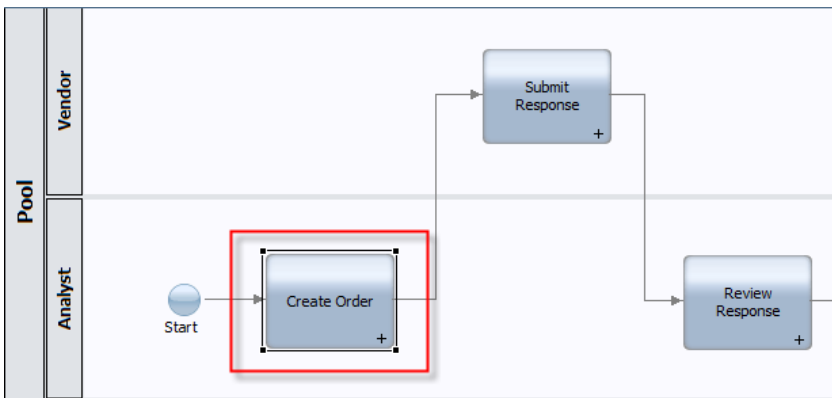 Pool
Vendor
Submit
Response
+
Analyst
Start
Create Order
+
Review
Response
+